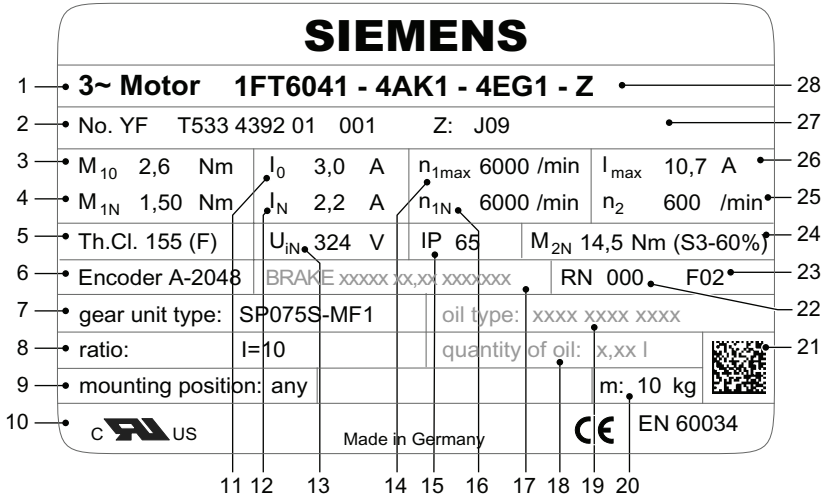 SIEMENS
1 3~ Motor 1FT6041 - 4AK1 - 4EG1 - Z 28
2 No. YF T533 4392 01 001 Z: J09 27
3 M10 2,6 Nm I0 3,0 A n1max 6000 /min Imax 10,7 A 26
4 M1N 1,50 Nm IN 2,2 A n1N 6000 /min n2 600 /min 25
5 Th.Cl. 155 (F) UiN 324 V IP 65 M2N 14,5 Nm (S3-60%) 24
6 Encoder A-2048 BRAKE xxxxx xx,xx xxxxxxx RN 000 F02 23
22
7 gear unit type: SP075S-MF1 oil type: xxxx xxxx xxxx
8 ratio: I=10 quantity of oil: x,xx l 21
9 mounting position: any m: 10 kg
10 C RU US Made in Germany CE EN 60034
11 12 13 14 15 16 17 18 19 20